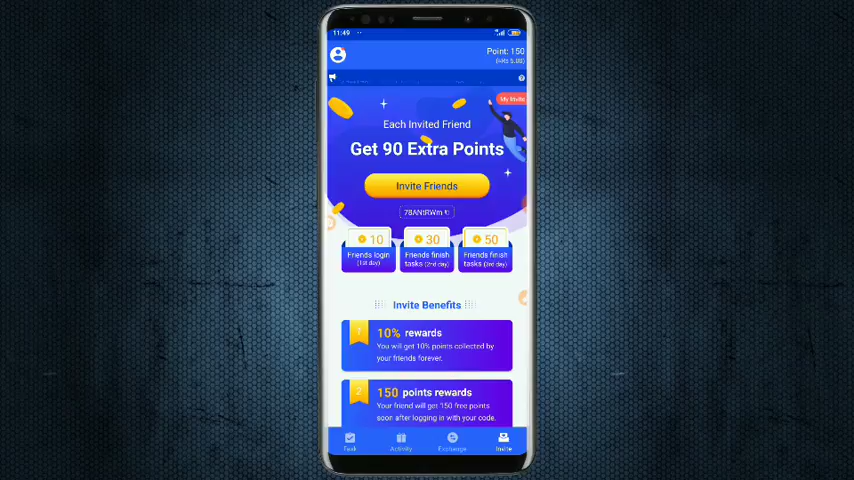 11:49
Point: 150
My Invite
Each Invited Friend
Get 90 Extra Points
Invite Friends
78ANtRWm
10
Friends login
(1st day)
30
Friends finish
tasks (2nd day)
50
Friends finish
tasks (3rd day)
Invite Benefits
1
10% rewards
You will get 10% points collected by
your friends forever.
2
150 points rewards
Your friend will get 150 free points
soon after logging in with your code.
Task
Activity
Exchange
Invite